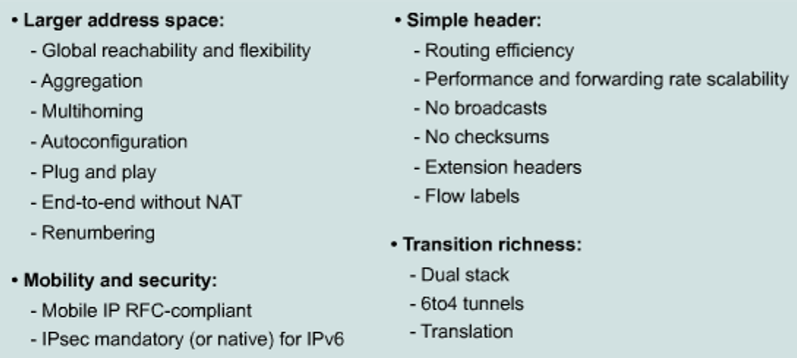 • Larger address space:
- Global reachability and flexibility
- Aggregation
- Multihoming
- Autoconfiguration
- Plug and play
- End-to-end without NAT
- Renumbering
• Mobility and security:
- Mobile IP RFC-compliant
- IPsec mandatory (or native) for IPv6
• Simple header:
- Routing efficiency
- Performance and forwarding rate scalability
- No broadcasts
- No checksums
- Extension headers
- Flow labels
• Transition richness:
- Dual stack
- 6to4 tunnels
- Translation